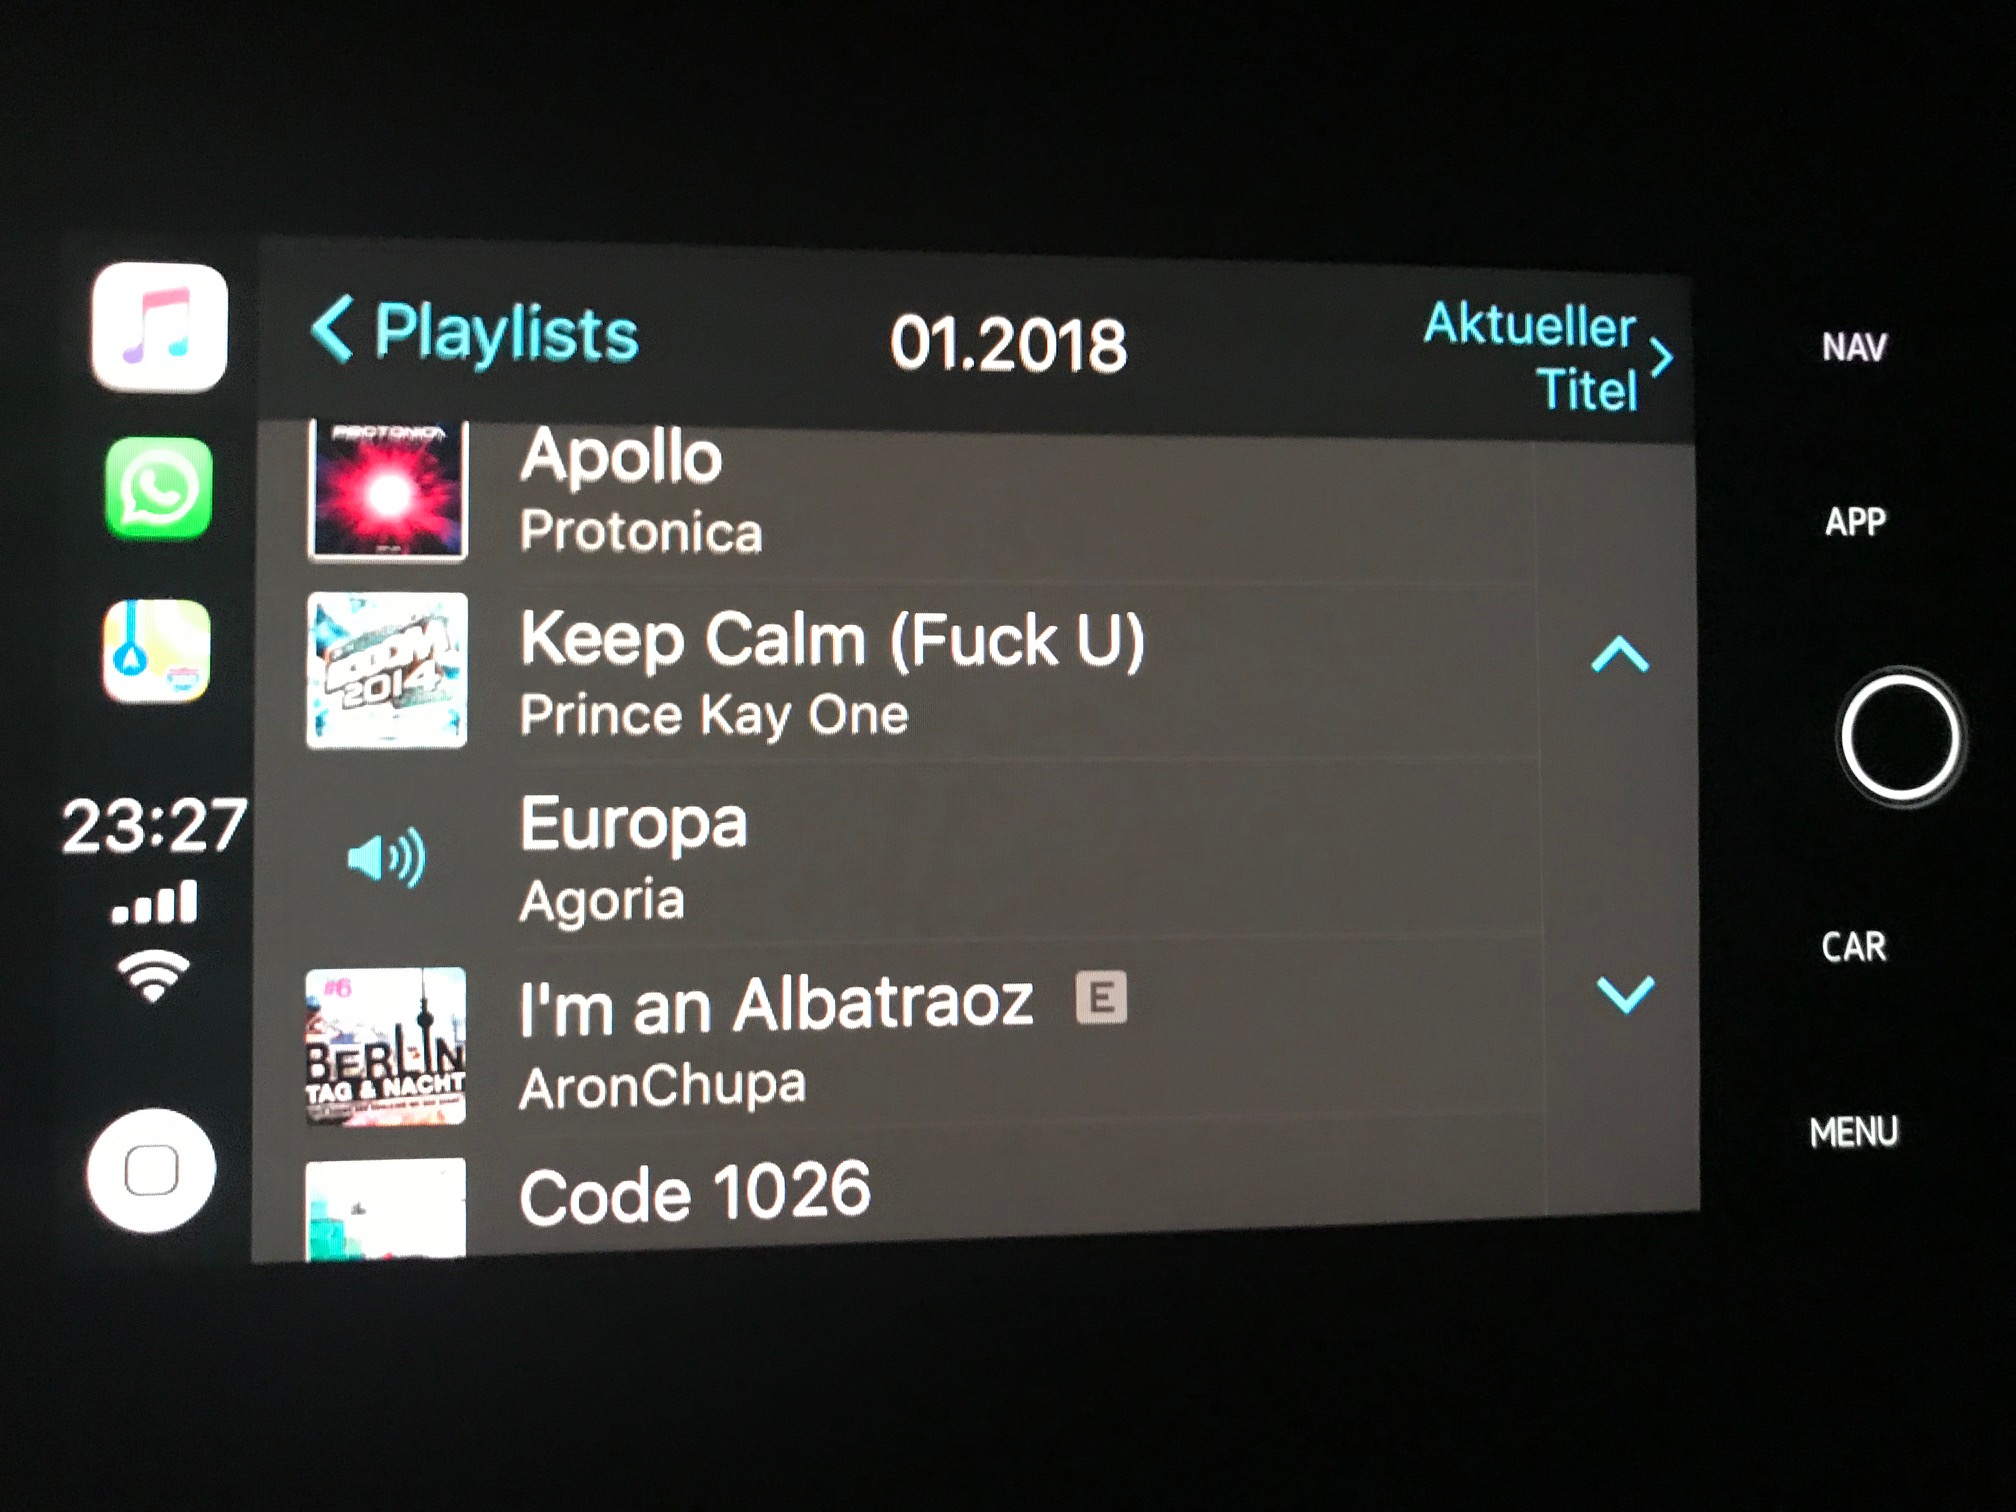 Playlists
01.2018
Aktueller
Titel
NAV
APP
CAR
MENU
23:27
PROTONICA
Apollo
Protonica
BOOOM
2014
Keep Calm (Fuck U)
Prince Kay One
Europa
Agoria
#6
BERLIN
TAG & NACHT
I'm an Albatraoz E
AronChupa
Code 1026